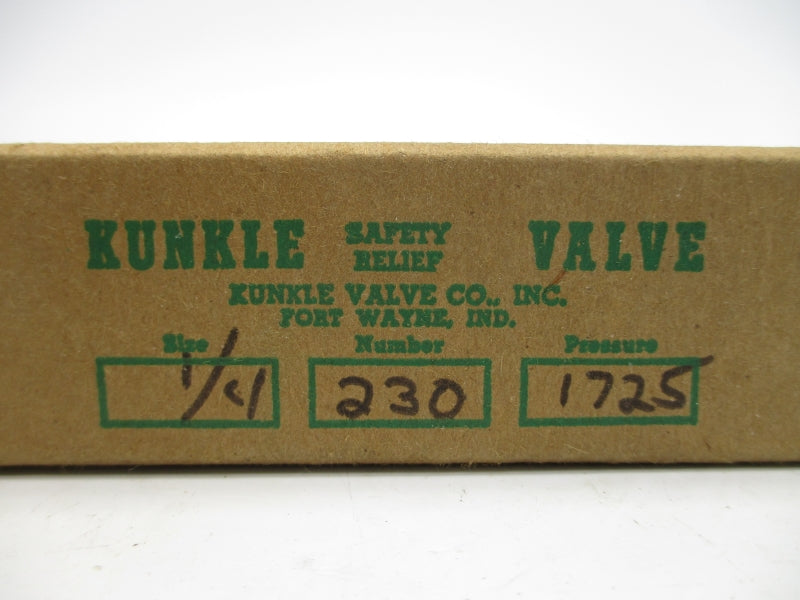 KUNKLE SAFETY RELIEF VALVE
KUNKLE VALVE CO., INC.
FORT WAYNE, IND.
Size Number Pressure
1/4 230 1725